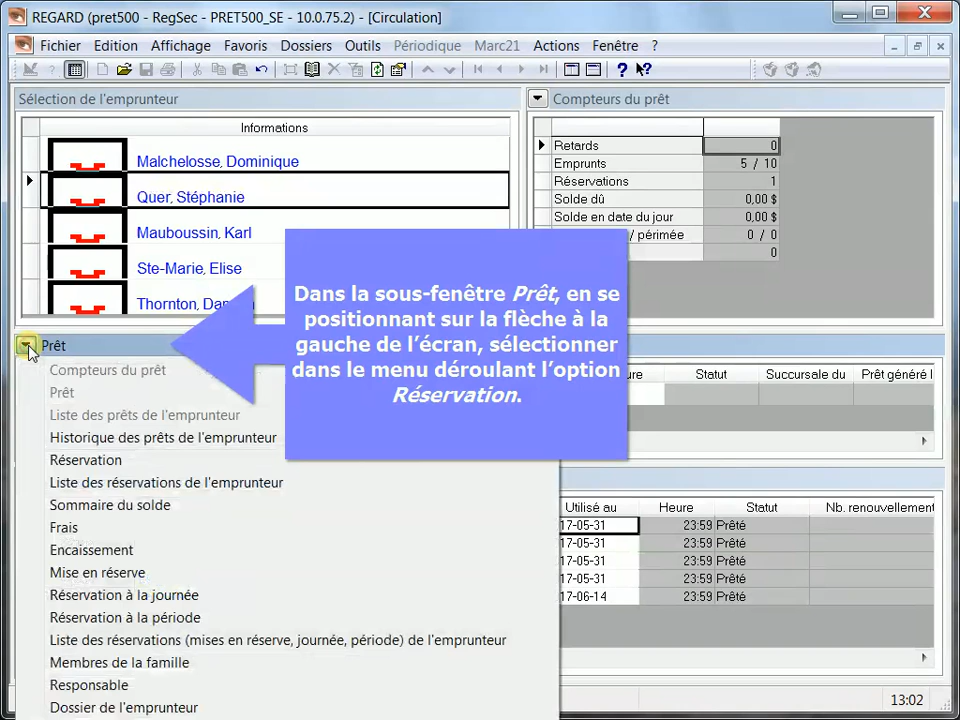 REGARD (pret500 - RegSec - PRET500_SE - 10.0.75.2) - [Circulation]
Fichier Edition Affichage Favoris Dossiers Outils Périodique Marc21 Actions Fenêtre ?
Sélection de l'emprunteur
Informations
Malchelosse, Dominique
Quer, Stéphanie
Mauboussin, Karl
Ste-Marie, Elise
Thornton,
Compteurs du prêt
Retards 0
Emprunts 5 / 10
Réservations 1
Solde dû 0,00 $
Solde en date du jour 0,00 $
/ périmée 0 / 0
0
Dans la sous-fenêtre Prêt, en se
positionnant sur la flèche à la
gauche de l'écran, sélectionner
dans le menu déroulant l'option
Réservation.
Prêt
Compteurs du prêt
Prêt
Liste des prêts de l'emprunteur
Historique des prêts de l'emprunteur
Réservation
Liste des réservations de l'emprunteur
Sommaire du solde
Frais
Encaissement
Mise en réserve
Réservation à la journée
Réservation à la période
Liste des réservations (mises en réserve, journée, période) de l'emprunteur
Membres de la famille
Responsable
Dossier de l'emprunteur
Statut Succursale du Prêt généré
Utilisé au Heure Statut Nb. renouvellement
17-05-31 23:59 Prêté
17-05-31 23:59 Prêté
17-05-31 23:59 Prêté
17-05-31 23:59 Prêté
17-06-14 23:59 Prêté
13:02